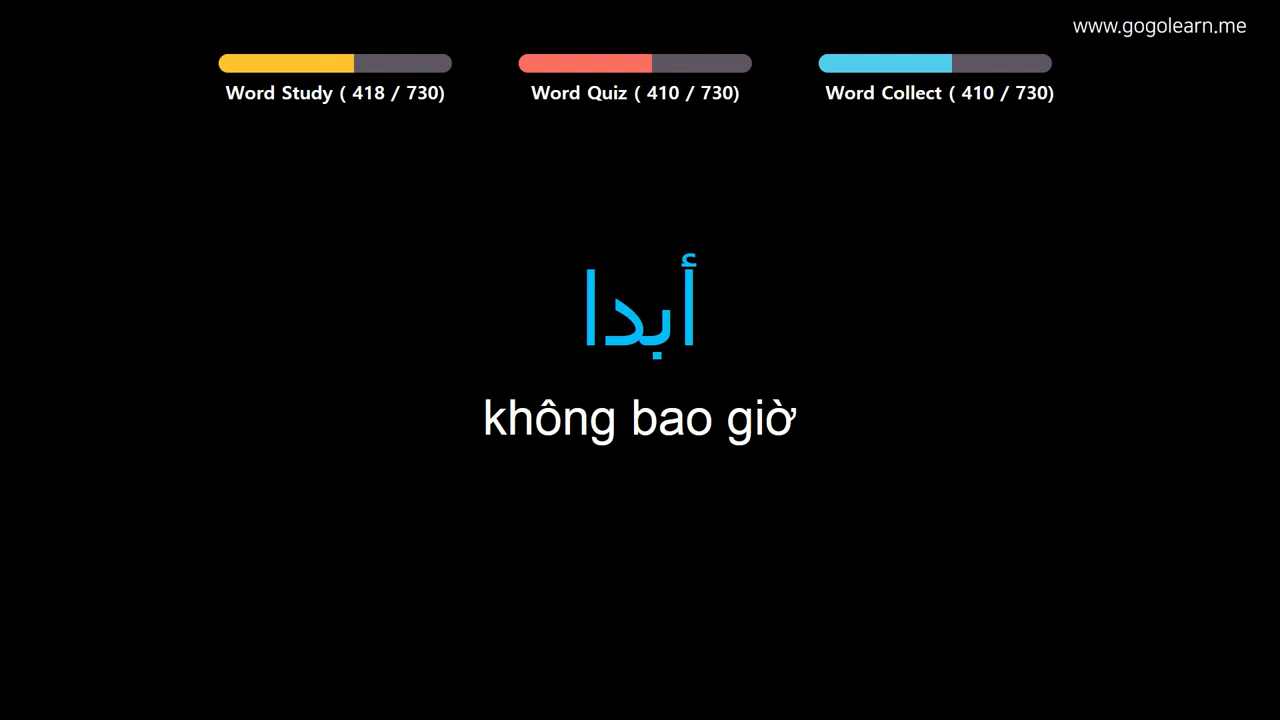 www.gogolearn.me
Word Study ( 418 / 730)
Word Quiz ( 410 / 730)
Word Collect ( 410 / 730)
أبدا
không bao giờ